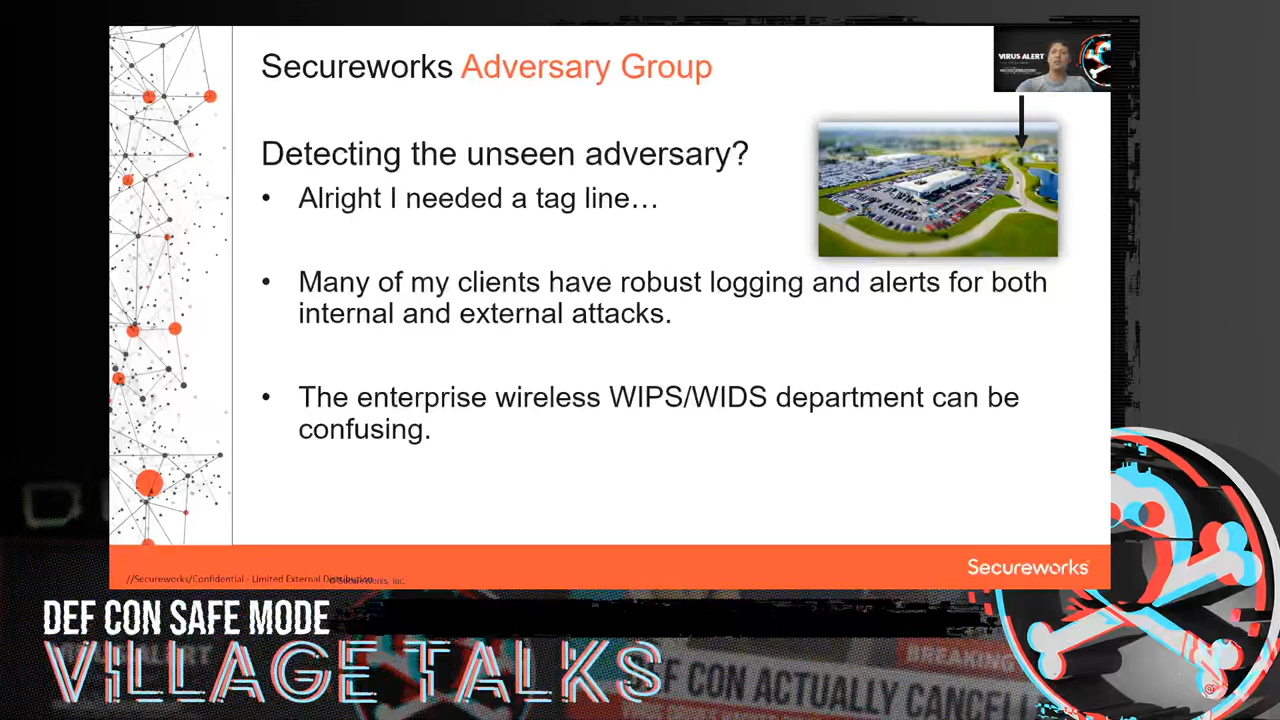 Secureworks Adversary Group
VIRUS ALERT
Detecting the unseen adversary?
• Alright I needed a tag line…
• Many of my clients have robust logging and alerts for both
internal and external attacks.
• The enterprise wireless WIPS/WIDS department can be
confusing.
//Secureworks/Confidential - Limited External Distribution
Secureworks
DEF CON SAFE MODE
VILLAGE TALKS
DEF CON ACTUALLY CANCEL